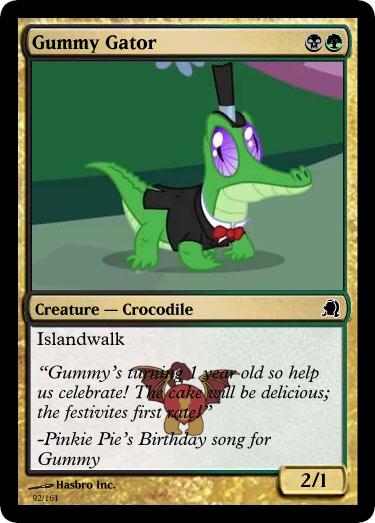 Gummy Gator
Creature — Crocodile
Islandwalk
“Gummy’s turning 1 year old so help
us celebrate! The cake will be delicious;
the festivites first rate!”
-Pinkie Pie’s Birthday song for
Gummy
2/1
Hasbro Inc.
92/161